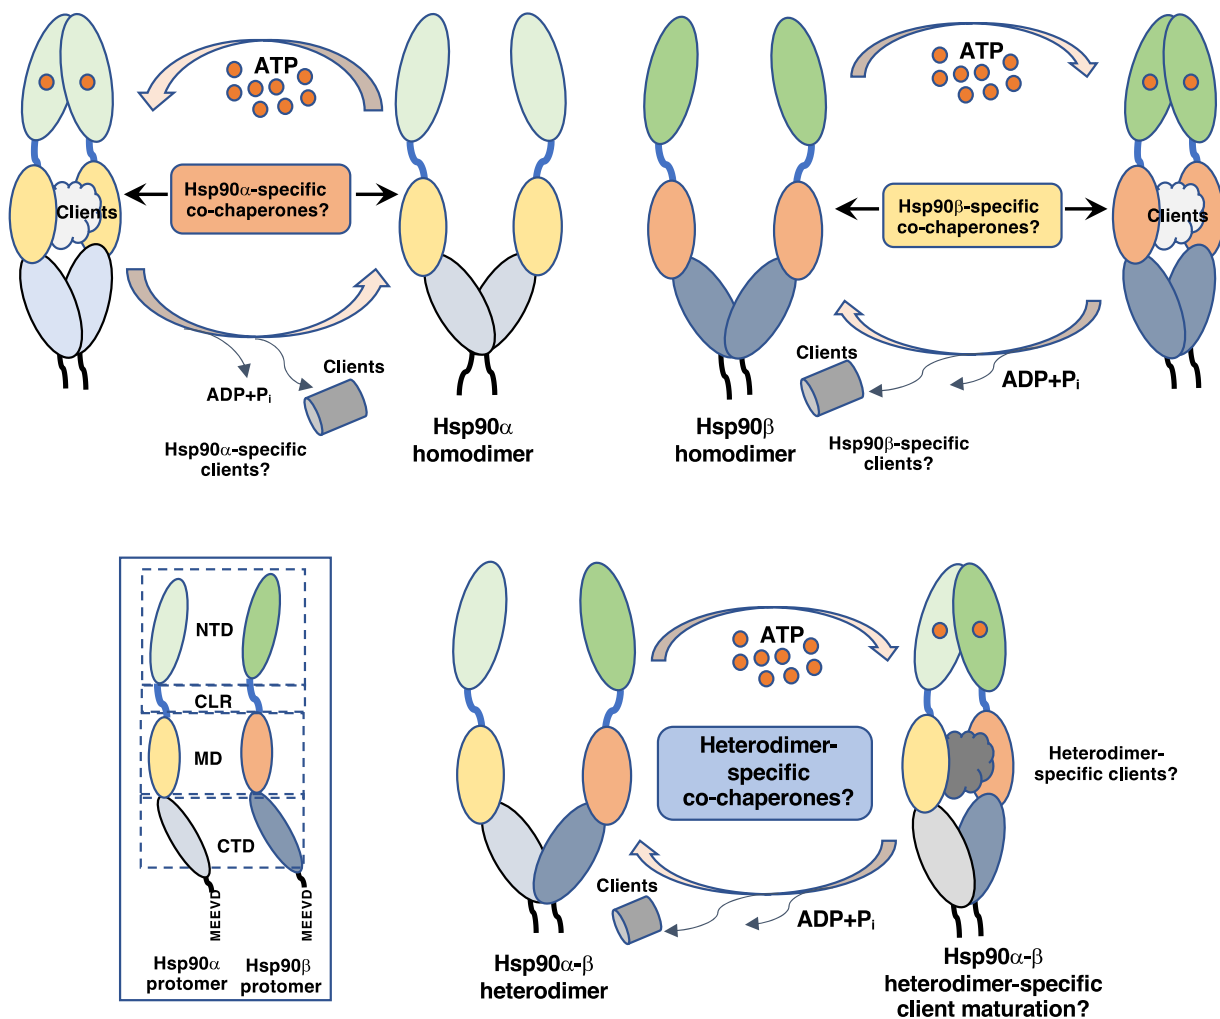 ATP
Hsp90α-specific
co-chaperones?
Clients
ADP+Pi
Clients
Hsp90α-specific
clients?
Hsp90α
homodimer
ATP
Hsp90β-specific
co-chaperones?
Clients
Clients
ADP+Pi
Hsp90β
homodimer
Hsp90β-specific
clients?
NTD
CLR
MD
CTD
MEEVD
MEEVD
Hsp90α
protomer
Hsp90β
protomer
ATP
Heterodimer-
specific
co-chaperones?
Heterodimer-
specific clients?
Clients
ADP+Pi
Hsp90α-β
heterodimer
Hsp90α-β
heterodimer-specific
client maturation?